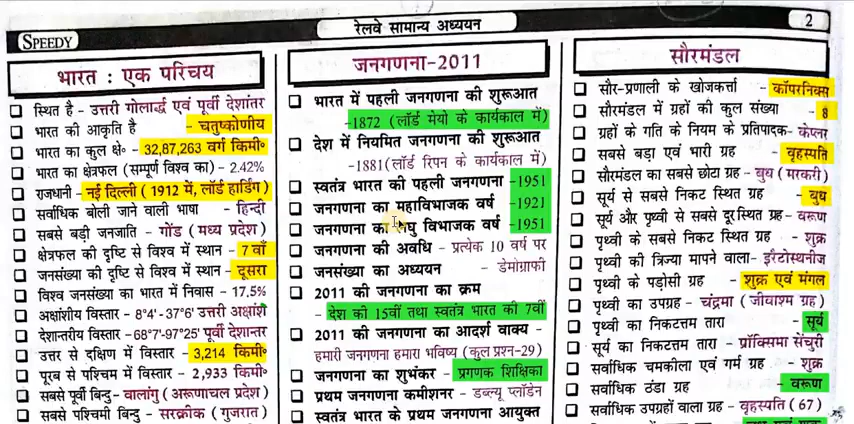 SPEEDY
रेलवे सामान्य अध्ययन
2
भारत : एक परिचय
स्थित है - उत्तरी गोलार्द्ध एवं पूर्वी देशांतर
भारत की आकृति है - चतुष्कोणीय
भारत का कुल क्षे० - 32,87,263 वर्ग किमी०
भारत का क्षेत्रफल (सम्पूर्ण विश्व का) - 2.42%
राजधानी - नई दिल्ली (1912 में, लॉर्ड हार्डिंग)
सर्वाधिक बोली जाने वाली भाषा - हिन्दी
सबसे बड़ी जनजाति - गोंड (मध्य प्रदेश)
क्षेत्रफल की दृष्टि से विश्व में स्थान - 7 वाँ
जनसंख्या की दृष्टि से विश्व में स्थान - दूसरा
विश्व जनसंख्या का भारत में निवास - 17.5%
अक्षांशीय विस्तार - 8°4'-37°6' उत्तरी अक्षांश
देशान्तरीय विस्तार - 68°7-97°25' पूर्वी देशान्तर
उत्तर से दक्षिण में विस्तार - 3,214 किमी०
पूरब से पश्चिम में विस्तार - 2,933 किमी०
सबसे पूर्वी बिन्दु - वालांगु (अरूणाचल प्रदेश)
सबसे पश्चिमी बिन्दु - सरक्रीक (गुजरात)
जनगणना-2011
भारत में पहली जनगणना की शुरूआत
-1872 (लॉर्ड मेयो के कार्यकाल में)
देश में नियमित जनगणना की शुरूआत
-1881(लॉर्ड रिपन के कार्यकाल में)
स्वतंत्र भारत की पहली जनगणना -1951
जनगणना का महाविभाजक वर्ष -1921
जनगणना का लघु विभाजक वर्ष -1951
जनगणना की अवधि - प्रत्येक 10 वर्ष पर
जनसंख्या का अध्ययन - डेमोग्राफी
2011 की जनगणना का क्रम
- देश की 15वीं तथा स्वतंत्र भारत की 7वीं
2011 की जनगणना का आदर्श वाक्य -
हमारी जनगणना हमारा भविष्य (कुल प्रश्न-29)
जनगणना का शुभंकर - प्रगणक शिक्षिका
प्रथम जनगणना कमीशनर - डब्ल्यू प्लॉडेन
स्वतंत्र भारत के प्रथम जनगणना आयुक्त
सौरमंडल
सौर-प्रणाली के खोजकर्त्ता - कॉपरनिक्स
सौरमंडल में ग्रहों की कुल संख्या - 8
ग्रहों के गति के नियम के प्रतिपादक- केप्लर
सबसे बड़ा एवं भारी ग्रह - वृहस्पति
सौरमंडल का सबसे छोट ग्रह - बुध (मरकरी)
सूर्य से सबसे निकट स्थित ग्रह - बुध
सूर्य और पृथ्वी से सबसे दूर स्थित ग्रह - वरूण
पृथ्वी के सबसे निकट स्थित ग्रह - शुक्र
पृथ्वी की त्रिज्या मापने वाला- इरैटोस्थनीज
पृथ्वी के पड़ोसी ग्रह - शुक्र एवं मंगल
पृथ्वी का उपग्रह - चंद्रमा (जीवाश्म ग्रह)
पृथ्वी का निकटतम तारा - सूर्य
सूर्य का निकटतम तारा - प्रॉक्सिमा सेंचुरी
सर्वाधिक चमकीला एवं गर्म ग्रह - शुक्र
सर्वाधिक ठंडा ग्रह - वरूण
सर्वाधिक उपग्रहों वाला ग्रह - वृहस्पति (67)